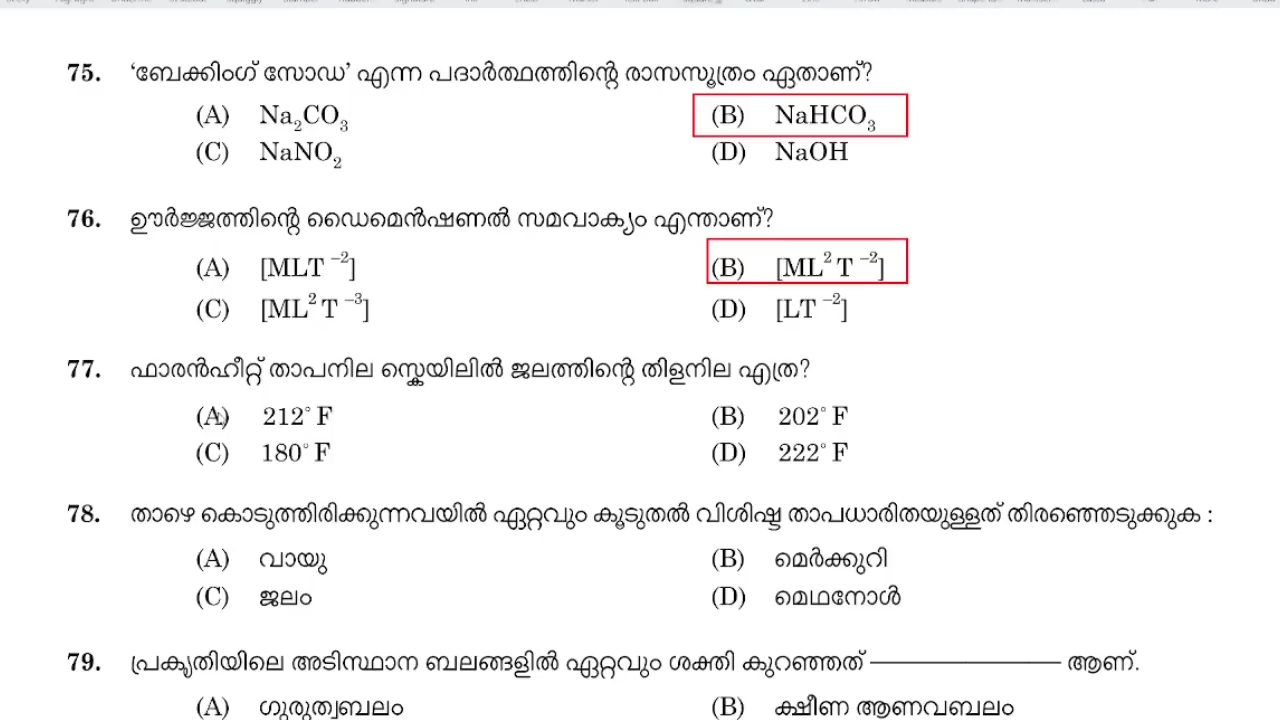 75. ‘ബേക്കിംഗ് സോഡ’ എന്ന പദാർത്ഥത്തിന്റെ രാസസൂത്രം ഏതാണ്?
(A) Na₂CO₃ (B) NaHCO₃
(C) NaNO₂ (D) NaOH
76. ഊർജ്ജത്തിന്റെ ഡൈമെൻഷണൽ സമവാക്യം എന്താണ്?
(A) [MLT⁻²] (B) [ML²T⁻²]
(C) [ML²T⁻³] (D) [LT⁻²]
77. ഫാരൻഹീറ്റ് താപനില സ്കെയിലിൽ ജലത്തിന്റെ തിളനില എത്ര?
(A) 212°F (B) 202°F
(C) 180°F (D) 222°F
78. താഴെ കൊടുത്തിരിക്കുന്നവയിൽ ഏറ്റവും കൂടുതൽ വിശിഷ്ട താപധാരിതയുള്ളത് തിരഞ്ഞെടുക്കുക :
(A) വായു (B) മെർക്കുറി
(C) ജലം (D) മെഥനോൾ
79. പ്രകൃതിയിലെ അടിസ്ഥാന ബലങ്ങളിൽ ഏറ്റവും ശക്തി കുറഞ്ഞത് ————— ആണ്.
(A) ഗുരുത്വബലം (B) ക്ഷീണ ആണവബലം